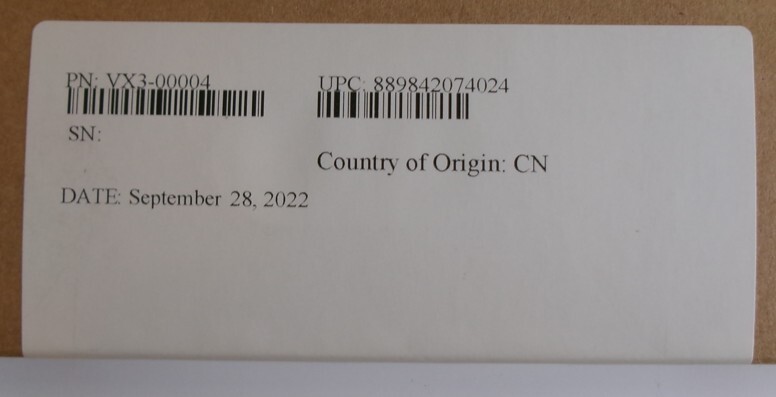 PN: VX3-00004
UPC: 889842074024
SN:
Country of Origin: CN
DATE: September 28, 2022